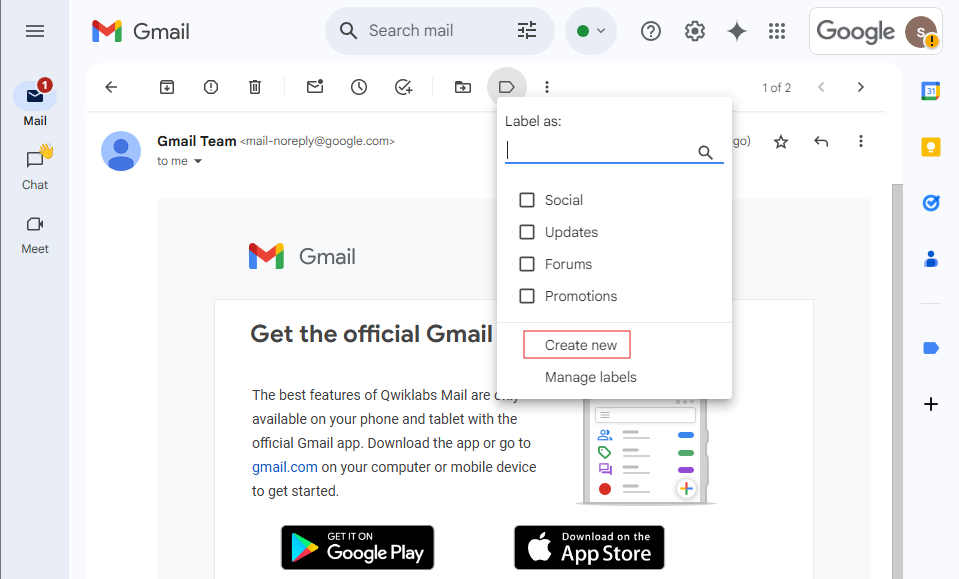 Gmail
Search mail
Google
S
!
1
Mail
Chat
Meet
1 of 2
31
Gmail Team <mail-noreply@google.com>
go)
to me
Label as:
Social
Updates
Forums
Promotions
Create new
Manage labels
Gmail
Get the official Gmail
The best features of Qwiklabs Mail are only
available on your phone and tablet with the
official Gmail app. Download the app or go to
gmail.com on your computer or mobile device
to get started.
GET IT ON
Google Play
Download on the
App Store